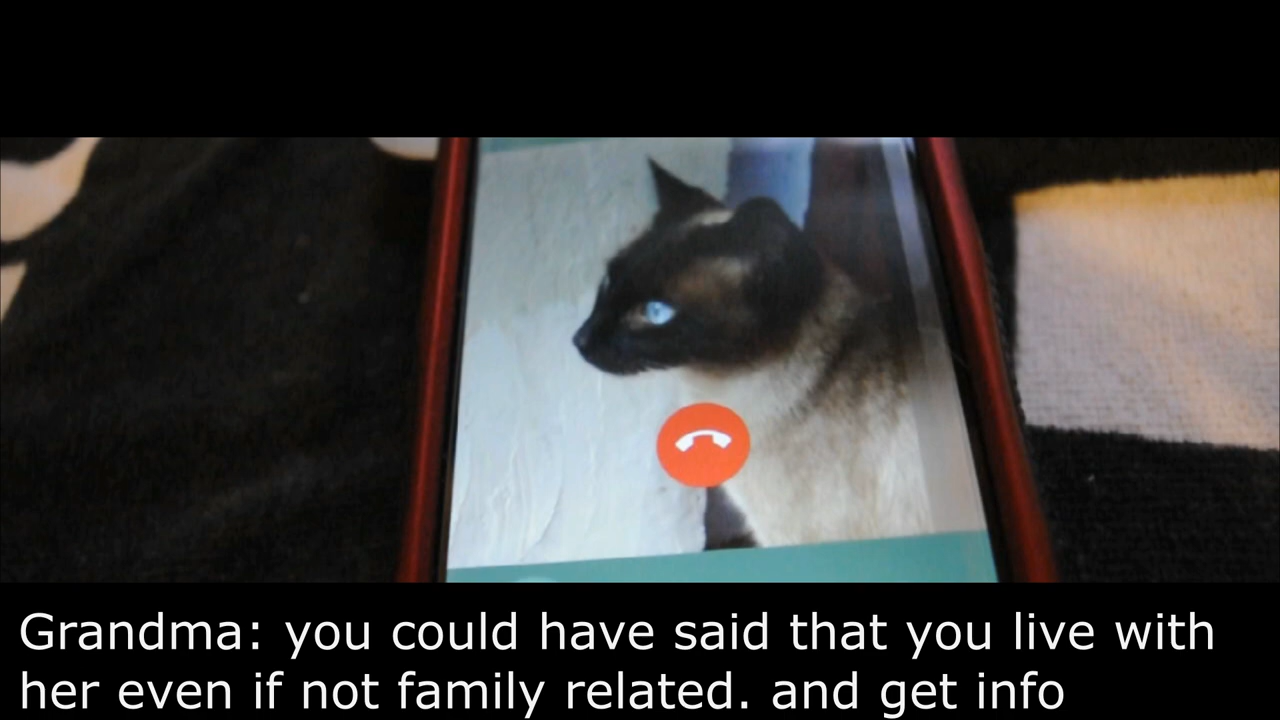 Grandma: you could have said that you live with
her even if not family related. and get info